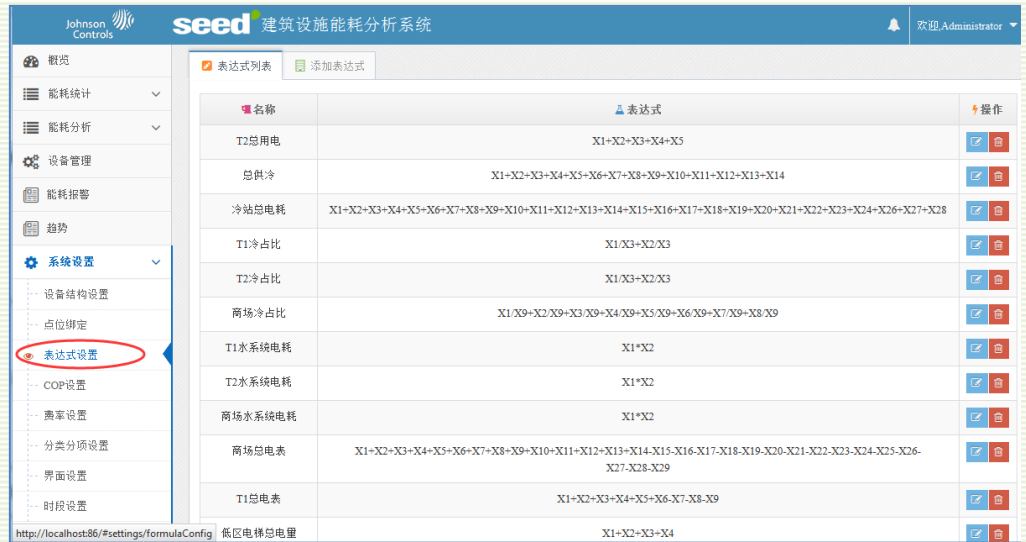 Johnson Controls
seed 建筑设施能耗分析系统
欢迎,Administrator
概览
能耗统计
能耗分析
设备管理
能耗报警
趋势
系统设置
设备结构设置
点位绑定
表达式设置
COP设置
费率设置
分类分项设置
界面设置
时段设置
http://localhost:86/#settings/formulaConfig
表达式列表 添加表达式
名称 表达式 操作
T2总用电 X1+X2+X3+X4+X5
总供冷 X1+X2+X3+X4+X5+X6+X7+X8+X9+X10+X11+X12+X13+X14
冷站总电耗 X1+X2+X3+X4+X5+X6+X7+X8+X9+X10+X11+X12+X13+X14+X15+X16+X17+X18+X19+X20+X21+X22+X23+X24+X26+X27+X28
T1冷占比 X1/X3+X2/X3
T2冷占比 X1/X3+X2/X3
商场冷占比 X1/X9+X2/X9+X3/X9+X4/X9+X5/X9+X6/X9+X7/X9+X8/X9
T1水系统电耗 X1*X2
T2水系统电耗 X1*X2
商场水系统电耗 X1*X2
商场总电表 X1+X2+X3+X4+X5+X6+X7+X8+X9+X10+X11+X12+X13+X14-X15-X16-X17-X18-X19-X20-X21-X22-X23-X24-X25-X26-
X27-X28-X29
T1总电表 X1+X2+X3+X4+X5+X6-X7-X8-X9
低区电梯总电量 X1+X2+X3+X4